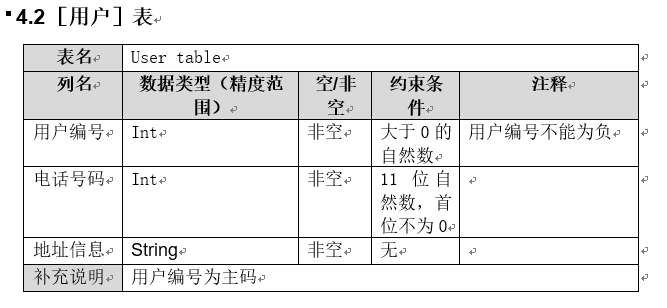 4.2［用户］表
表名 User table
列名 数据类型（精度范围） 空/非空 约束条件 注释
用户编号 Int 非空 大于0的自然数 用户编号不能为负
电话号码 Int 非空 11位自然数，首位不为0
地址信息 String 非空 无
补充说明 用户编号为主码